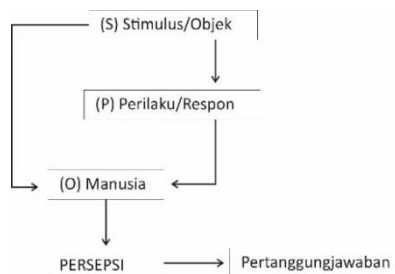 (S) Stimulus/Objek
(P) Perilaku/Respon
(O) Manusia
PERSEPSI
Pertanggungjawaban